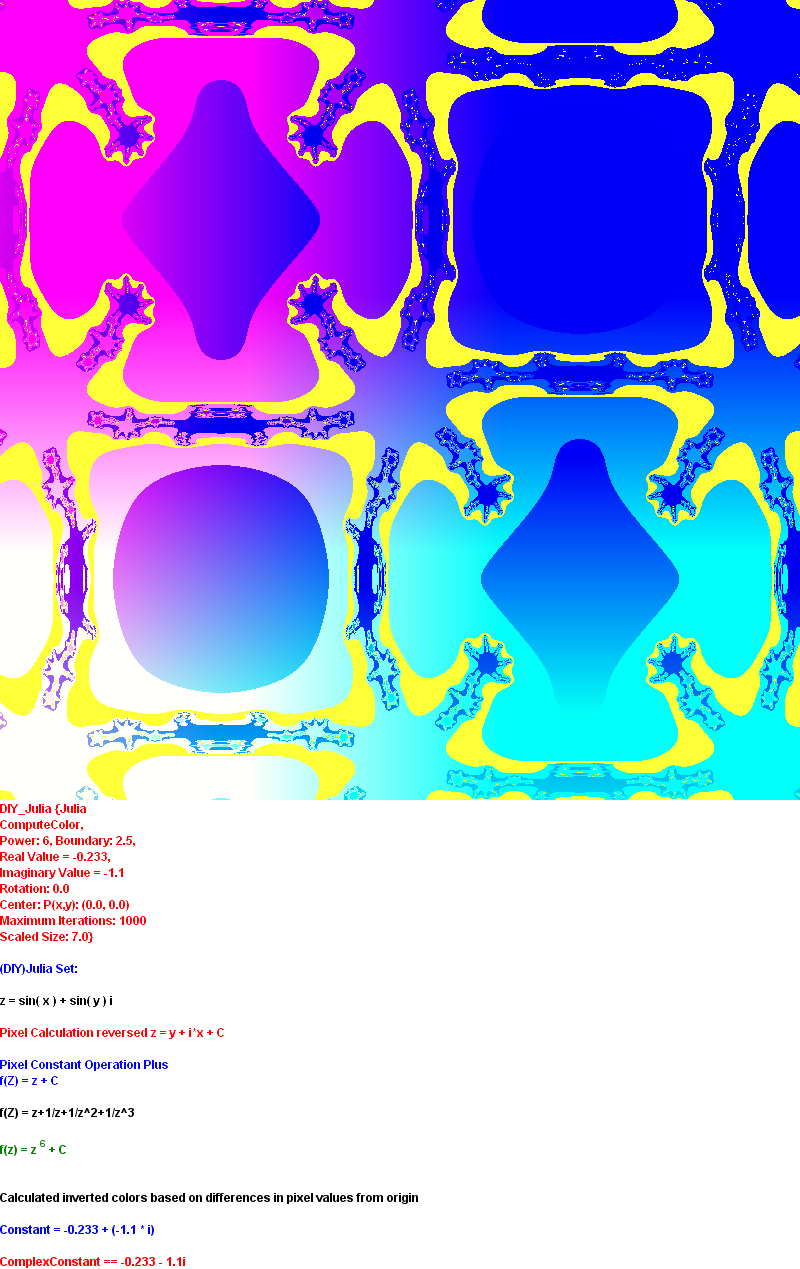 DIY_Julia {Julia
ComputeColor,
Power: 6, Boundary: 2.5,
Real Value = -0.233,
Imaginary Value = -1.1
Rotation: 0.0
Center: P(x,y): (0.0, 0.0)
Maximum Iterations: 1000
Scaled Size: 7.0}
(DIY)Julia Set:
z = sin( x ) + sin( y ) i
Pixel Calculation reversed z = y + i*x + C
Pixel Constant Operation Plus
f(Z) = z + C
f(Z) = z+1/z+1/z^2+1/z^3
f(z) = z 6 + C
Calculated inverted colors based on differences in pixel values from origin
Constant = -0.233 + (-1.1 * i)
ComplexConstant == -0.233 - 1.1i